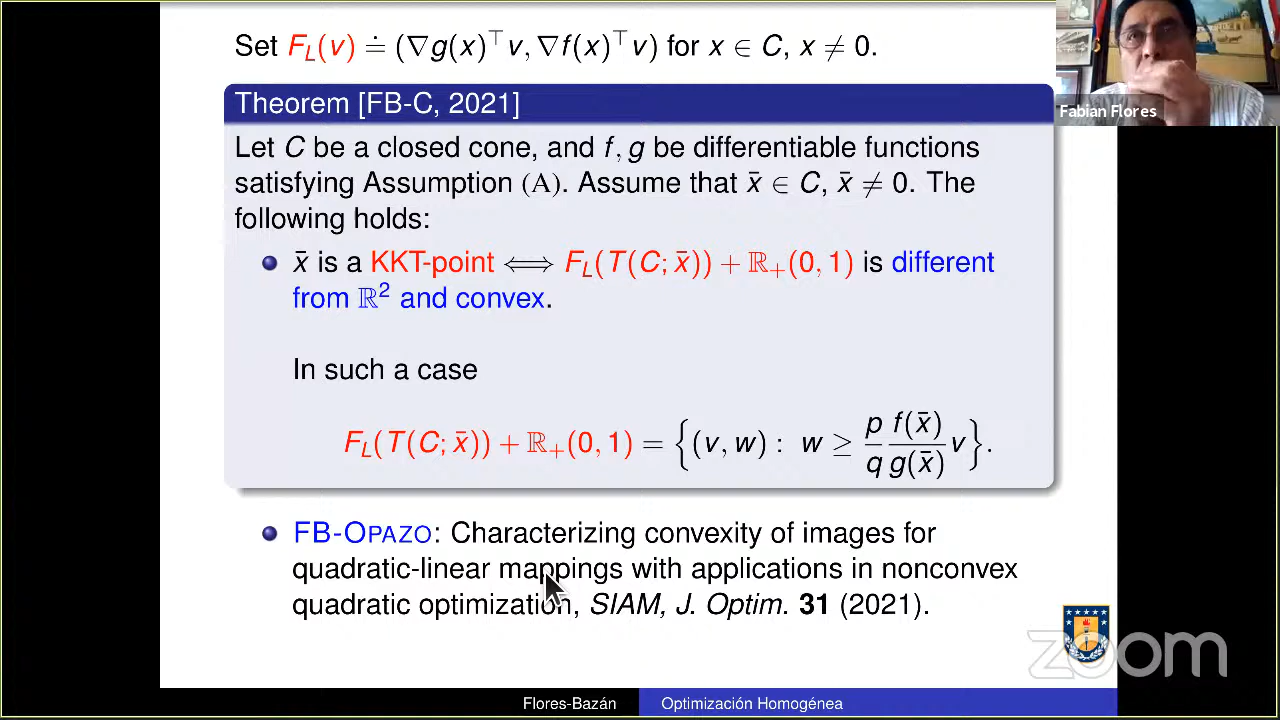 Set F_L(v) ≐ (∇g(x)^⊤v, ∇f(x)^⊤v) for x ∈ C, x ≠ 0.
Fabian Flores
Theorem [FB-C, 2021]
Let C be a closed cone, and f, g be differentiable functions
satisfying Assumption (A). Assume that x̄ ∈ C, x̄ ≠ 0. The
following holds:
x̄ is a KKT-point ⟺ F_L(T(C; x̄)) + ℝ₊(0, 1) is different
from ℝ² and convex.
In such a case
F_L(T(C; x̄)) + ℝ₊(0, 1) = {(v, w) : w ≥ p/q f(x̄)/g(x̄) v}.
FB-OPAZO: Characterizing convexity of images for
quadratic-linear mappings with applications in nonconvex
quadratic optimization, SIAM, J. Optim. 31 (2021).
zoom
Flores-Bazán Optimización Homogénea